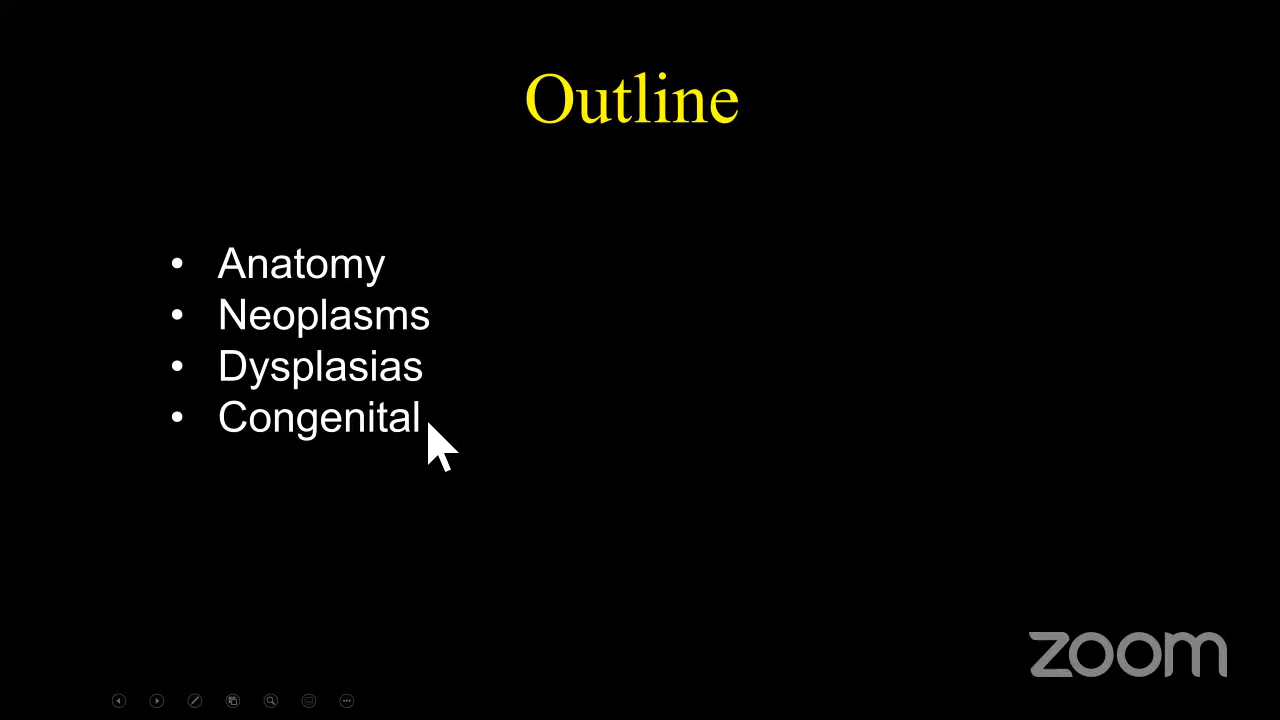 Outline
• Anatomy
• Neoplasms
• Dysplasias
• Congenital
zoom